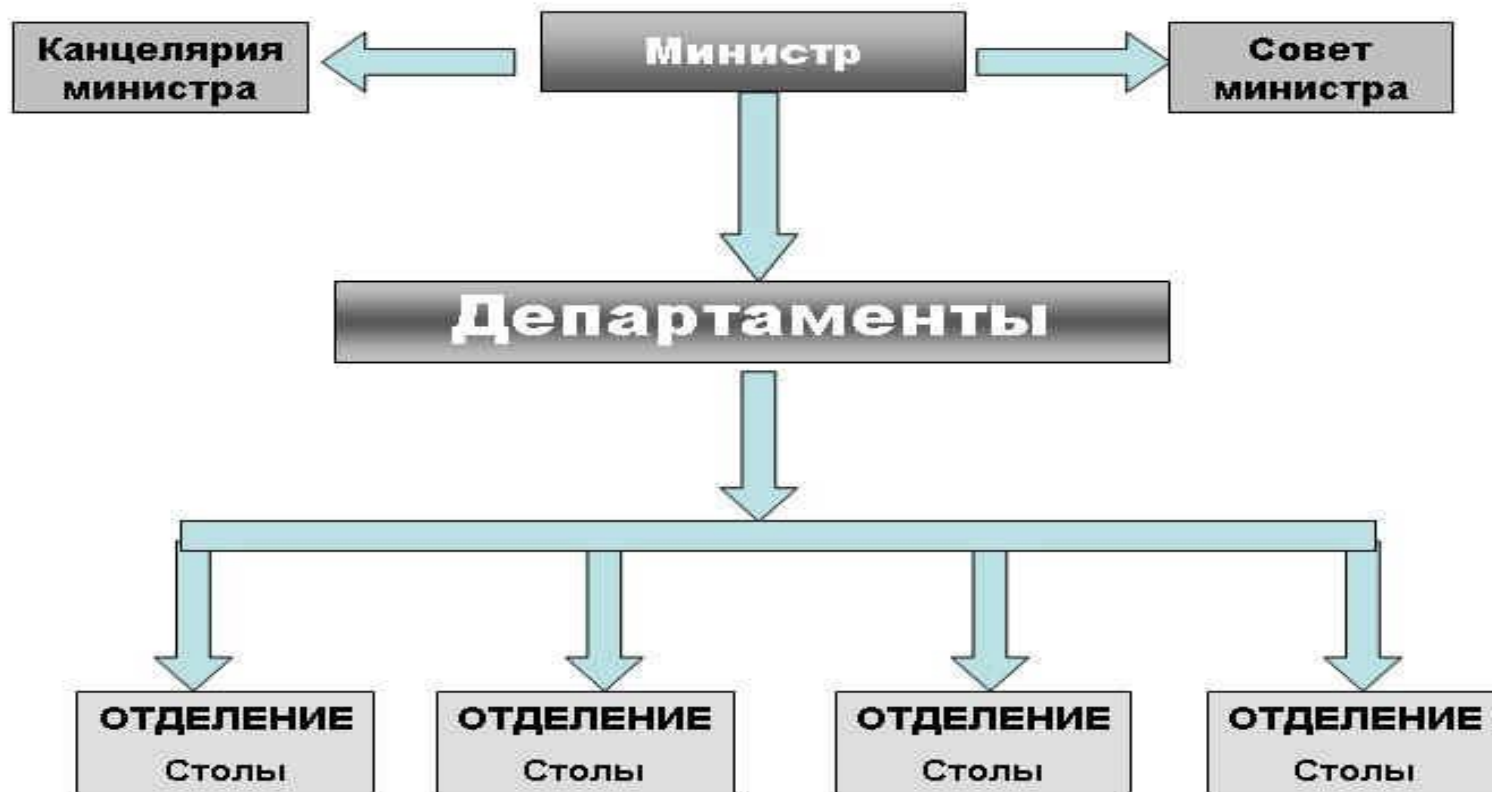 Канцелярия
министра
Министр
Совет
министра
Департаменты
ОТДЕЛЕНИЕ
Столы
ОТДЕЛЕНИЕ
Столы
ОТДЕЛЕНИЕ
Столы
ОТДЕЛЕНИЕ
Столы